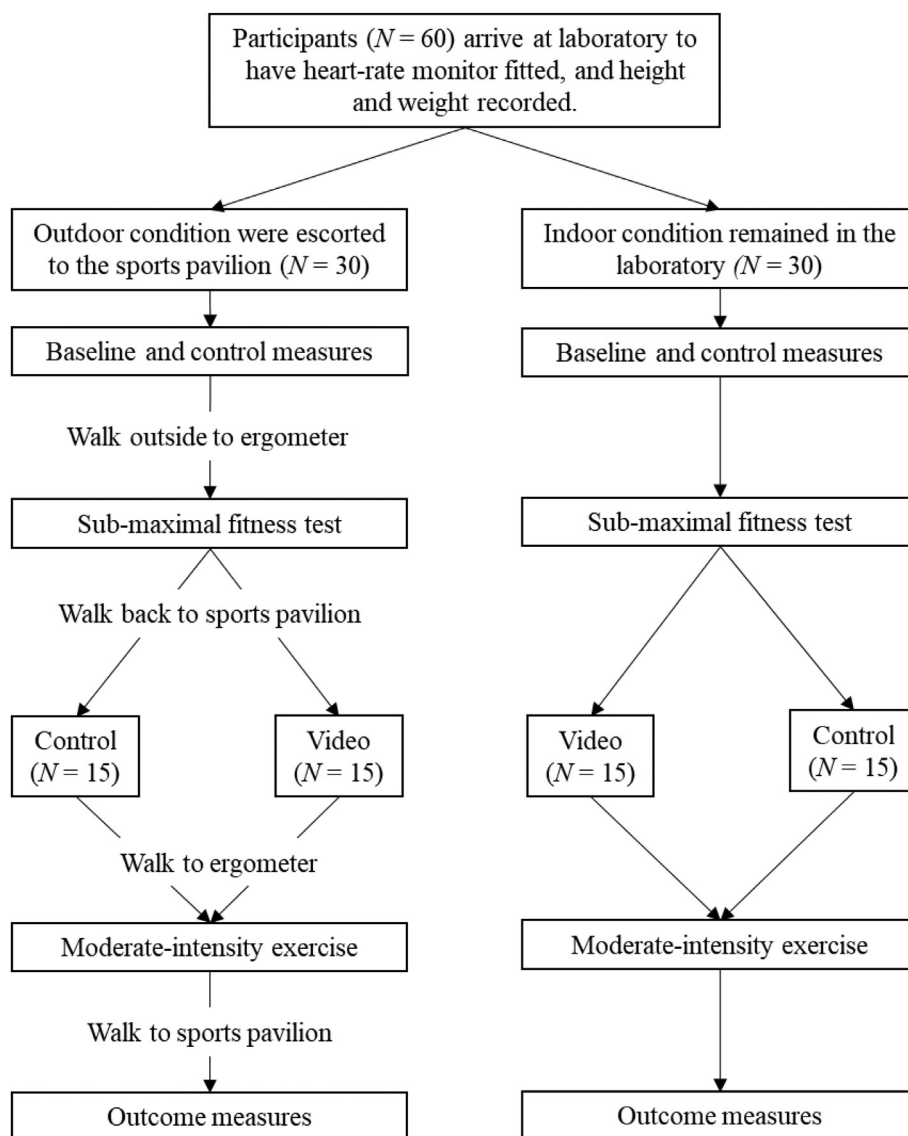 Participants (N = 60) arrive at laboratory to
have heart-rate monitor fitted, and height
and weight recorded.
Outdoor condition were escorted
to the sports pavilion (N = 30)
Indoor condition remained in the
laboratory (N = 30)
Baseline and control measures
Baseline and control measures
Walk outside to ergometer
Sub-maximal fitness test
Sub-maximal fitness test
Walk back to sports pavilion
Control
(N = 15)
Video
(N = 15)
Video
(N = 15)
Control
(N = 15)
Walk to ergometer
Moderate-intensity exercise
Moderate-intensity exercise
Walk to sports pavilion
Outcome measures
Outcome measures